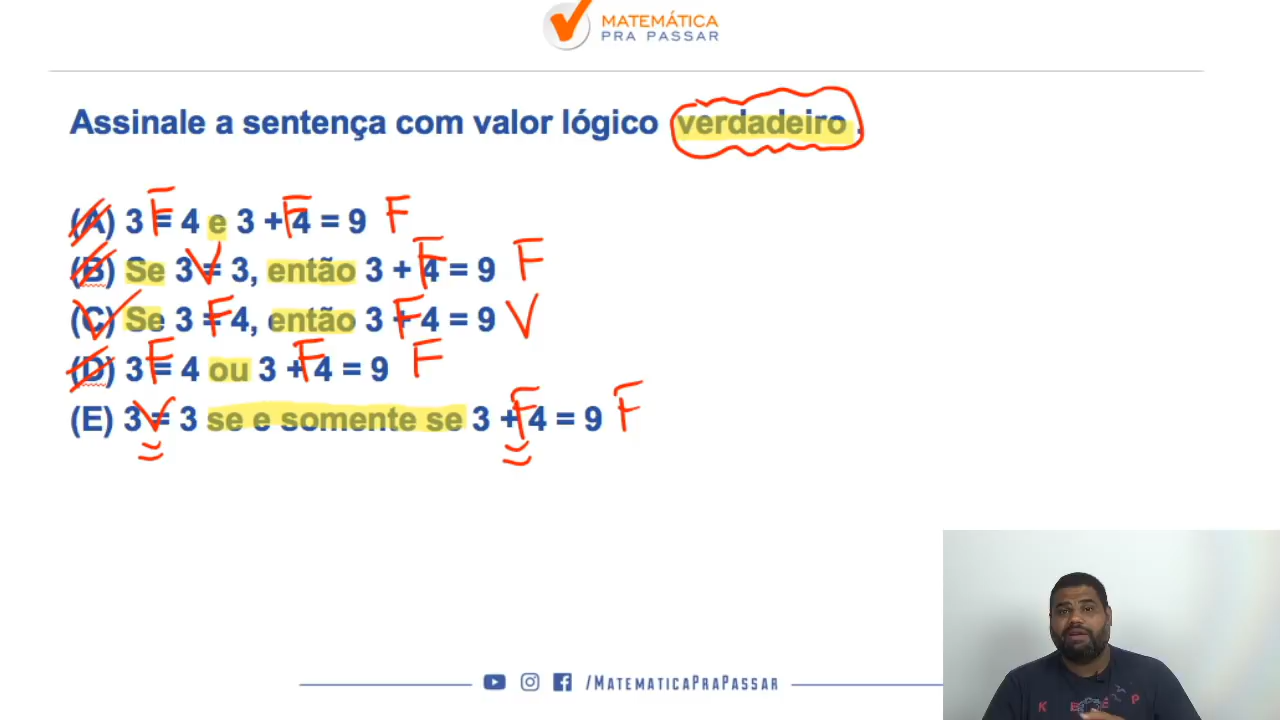 MATEMÁTICA
PRA PASSAR
Assinale a sentença com valor lógico verdadeiro.
(A) 3 = 4 e 3 + 4 = 9 F
F F
(B) Se 3 = 3, então 3 + 4 = 9 F
V F
(C) Se 3 = 4, então 3 + 4 = 9 V
F F
(D) 3 = 4 ou 3 + 4 = 9 F
F F
(E) 3 = 3 se e somente se 3 + 4 = 9 F
V F
/MATEMATICAPRAPASSAR
K E E P